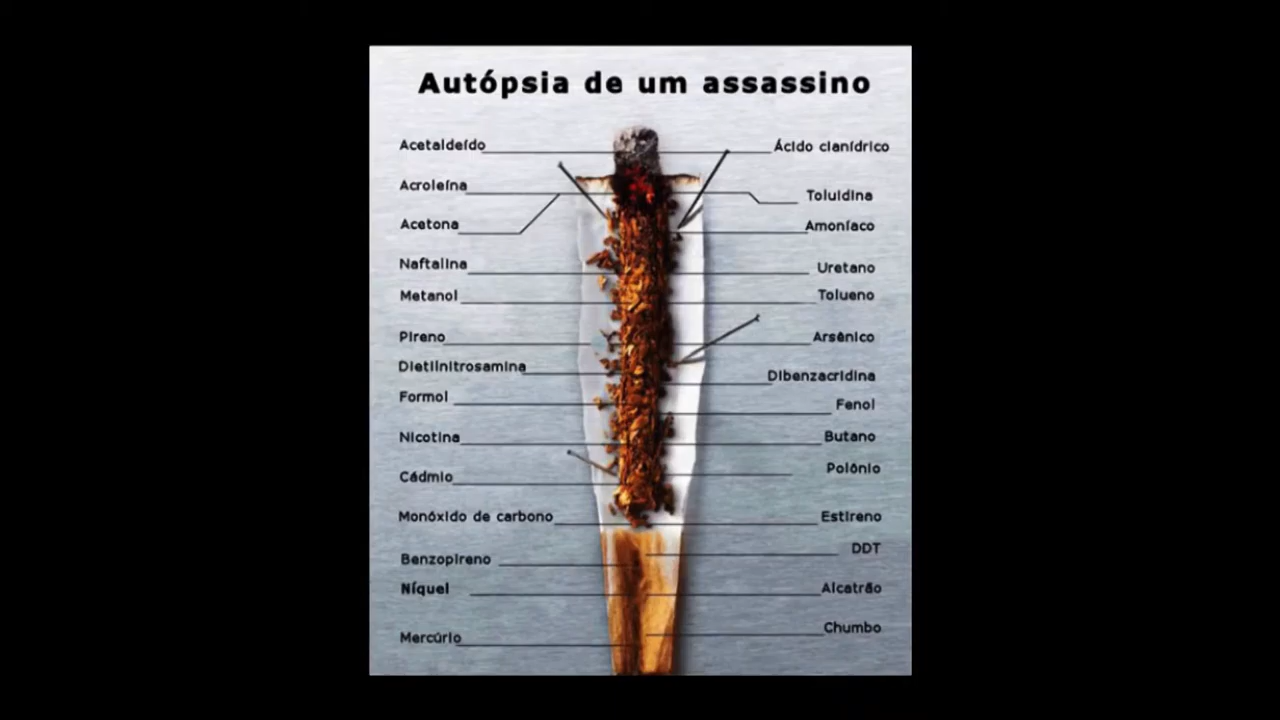 Autópsia de um assassino
Acetaldeído
Ácido cianídrico
Acroleína
Toluidina
Acetona
Amoníaco
Naftalina
Uretano
Metanol
Tolueno
Pireno
Arsênico
Dietilnitrosamina
Dibenzacridina
Formol
Fenol
Nicotina
Butano
Cádmio
Polônio
Monóxido de carbono
Estireno
Benzopireno
DDT
Níquel
Alcatrão
Mercúrio
Chumbo